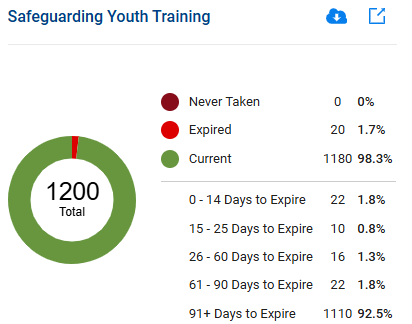 Safeguarding Youth Training
Never Taken 0 0%
Expired 20 1.7%
Current 1180 98.3%
1200
Total
0 - 14 Days to Expire 22 1.8%
15 - 25 Days to Expire 10 0.8%
26 - 60 Days to Expire 16 1.3%
61 - 90 Days to Expire 22 1.8%
91+ Days to Expire 1110 92.5%